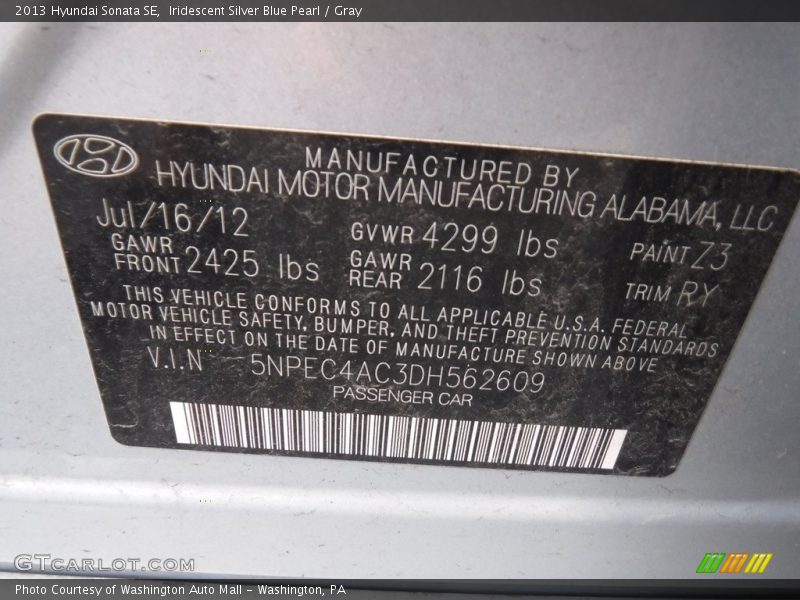 2013 Hyundai Sonata SE, Iridescent Silver Blue Pearl / Gray
MANUFACTURED BY
HYUNDAI MOTOR MANUFACTURING ALABAMA, LLC
Jul/16/12 GVWR 4299 lbs PAINT Z3
GAWR FRONT 2425 lbs GAWR REAR 2116 lbs TRIM RY
THIS VEHICLE CONFORMS TO ALL APPLICABLE U.S.A. FEDERAL
MOTOR VEHICLE SAFETY, BUMPER, AND THEFT PREVENTION STANDARDS
IN EFFECT ON THE DATE OF MANUFACTURE SHOWN ABOVE
V.I.N 5NPEC4AC3DH562609
PASSENGER CAR
GTCARLOT.COM
Photo Courtesy of Washington Auto Mall - Washington, PA